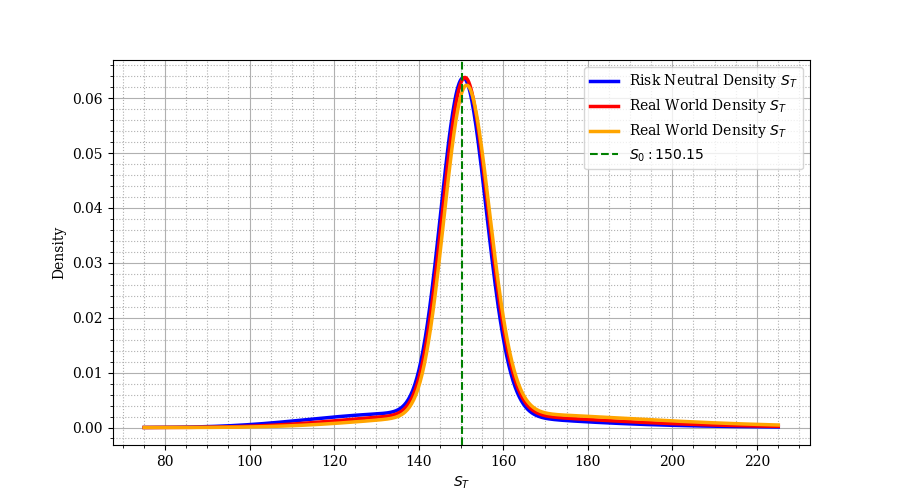 Risk Neutral Density S_T
Real World Density S_T
Real World Density S_T
S_0 : 150.15
Density
0.06
0.05
0.04
0.03
0.02
0.01
0.00
80 100 120 140 160 180 200 220
S_T